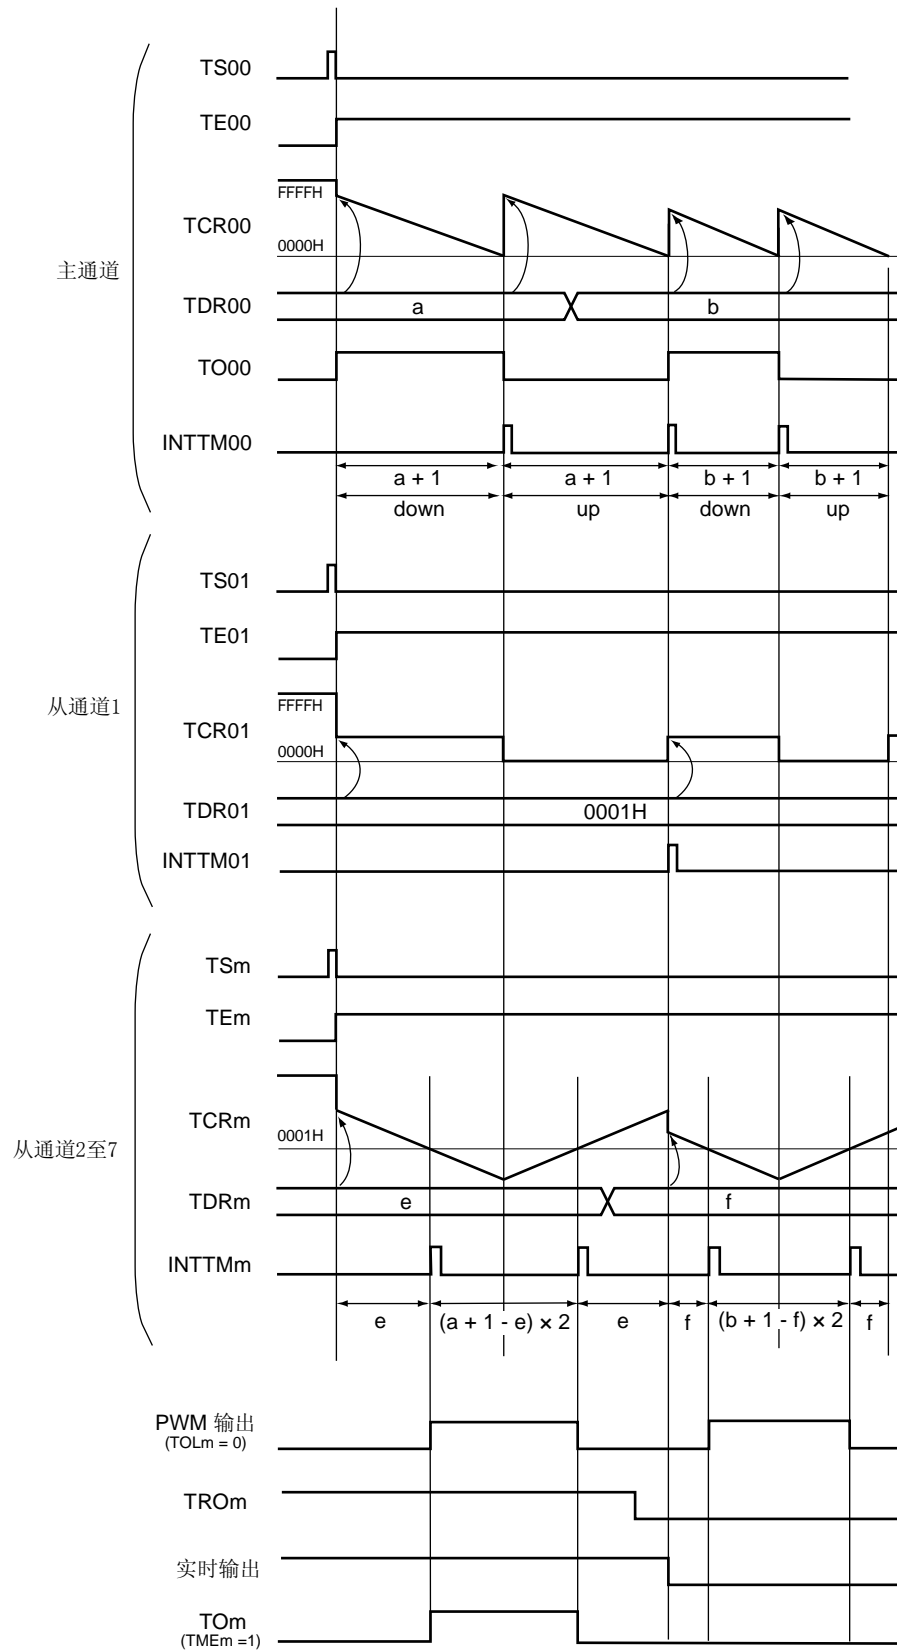 TS00
TE00
FFFFH
TCR00
0000H
主通道
TDR00
a
b
TO00
INTTM00
a + 1
a + 1
b + 1
b + 1
down
up
down
up
TS01
TE01
从通道1
FFFFH
TCR01
0000H
TDR01
0001H
INTTM01
TSm
TEm
TCRm
0001H
从通道2至7
TDRm
e
f
INTTMm
e
(a + 1 - e) × 2
e
f
(b + 1 - f) × 2
f
PWM 输出
(TOLm = 0)
TROm
实时输出
TOm
(TMEm =1)